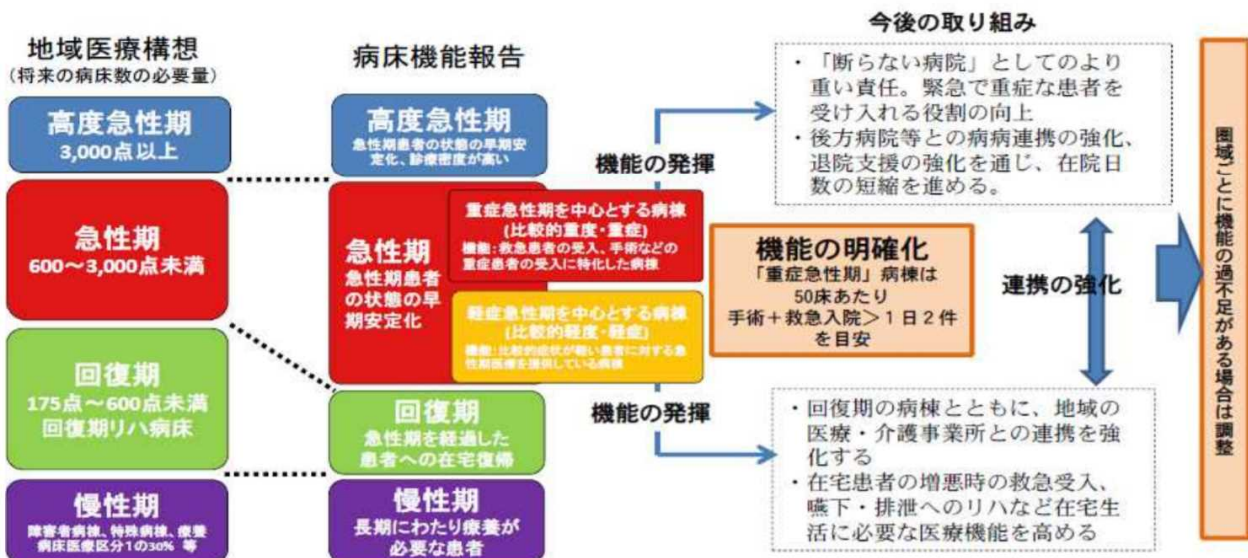 地域医療構想
(将来の病床数の必要量)
高度急性期
3,000点以上
急性期
600～3,000点未満
回復期
175点～600点未満
回復期リハ病床
慢性期
障害者病棟、特殊病棟、療養
病床医療区分1の30% 等
病床機能報告
高度急性期
急性期患者の状態の早期安
定化、診療密度が高い
急性期
急性期患者
の状態の早
期安定化
重症急性期を中心とする病棟
(比較的重度・重症)
機能：救急患者の受入、手術などの
重症患者の受入に特化した病棟
軽症急性期を中心とする病棟
(比較的軽度・軽症)
機能：比較的症状が軽い患者に対する急
性期医療を提供している病棟
回復期
急性期を経過した
患者への在宅復帰
慢性期
長期にわたり療養が
必要な患者
機能の発揮
機能の発揮
機能の明確化
「重症急性期」病棟は
50床あたり
手術＋救急入院＞１日２件
を目安
今後の取り組み
・「断らない病院」としてのより
重い責任。緊急で重症な患者を
受け入れる役割の向上
・後方病院等との病病連携の強化、
退院支援の強化を通じ、在院日
数の短縮を進める。
連携の強化
・回復期の病棟とともに、地域の
医療・介護事業所との連携を強
化する
・在宅患者の増悪時の救急受入、
嚥下・排泄へのリハなど在宅生
活に必要な医療機能を高める
圏域ごとに機能の過不足がある場合は調整